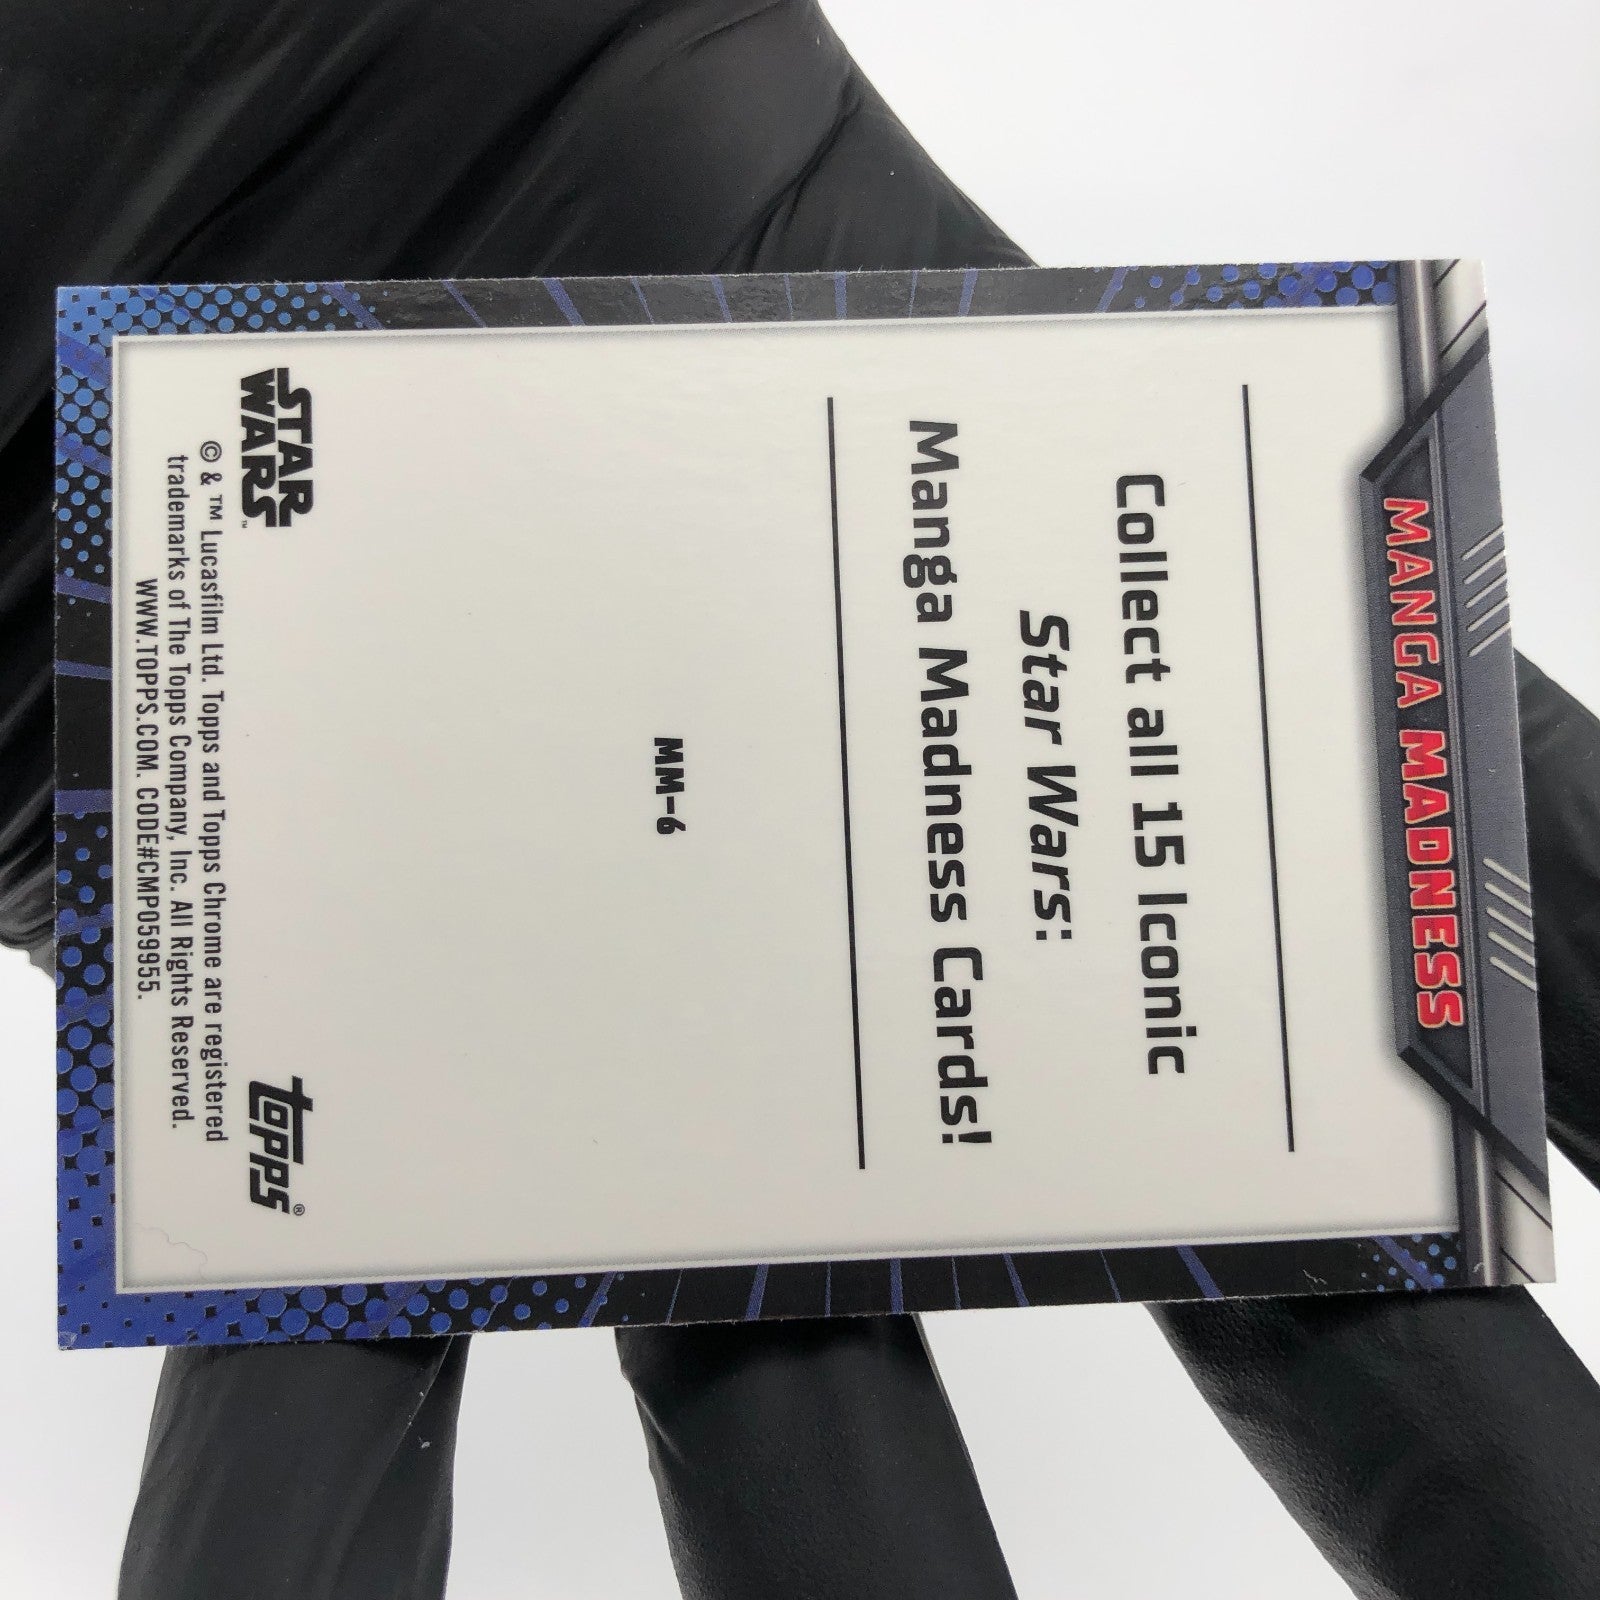 MANGA MADNESS
Collect all 15 Iconic
Star Wars:
Manga Madness Cards!
MM-6
STAR
WARS™
topps®
© & ™ Lucasfilm Ltd. Topps and Topps Chrome are registered
trademarks of The Topps Company, Inc. All Rights Reserved.
WWW.TOPPS.COM. CODE#CMP059955.